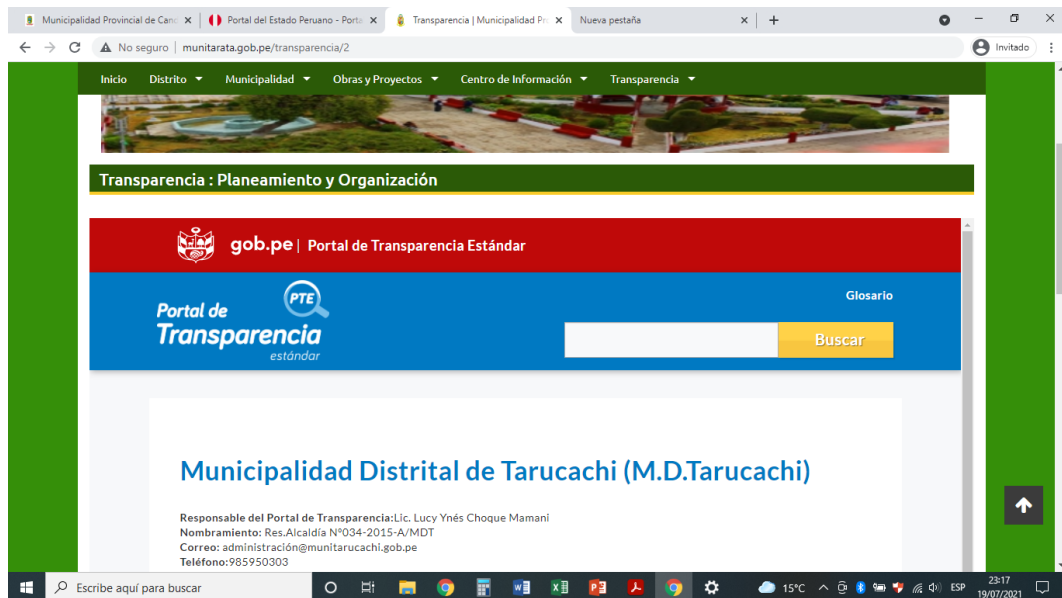 Municipalidad Provincial de Canc
Portal del Estado Peruano - Porta
Transparencia | Municipalidad Pr
Nueva pestaña
No seguro | munitarata.gob.pe/transparencia/2
Invitado
Inicio Distrito Municipalidad Obras y Proyectos Centro de Información Transparencia
Transparencia : Planeamiento y Organización
gob.pe | Portal de Transparencia Estándar
Glosario
Portal de
Transparencia
estándar
PTE
Buscar
Municipalidad Distrital de Tarucachi (M.D.Tarucachi)
Responsable del Portal de Transparencia:Lic. Lucy Ynés Choque Mamani
Nombramiento: Res.Alcaldía Nº034-2015-A/MDT
Correo: administración@munitarucachi.gob.pe
Teléfono:985950303
Escribe aquí para buscar
15°C
ESP
23:17
19/07/2021